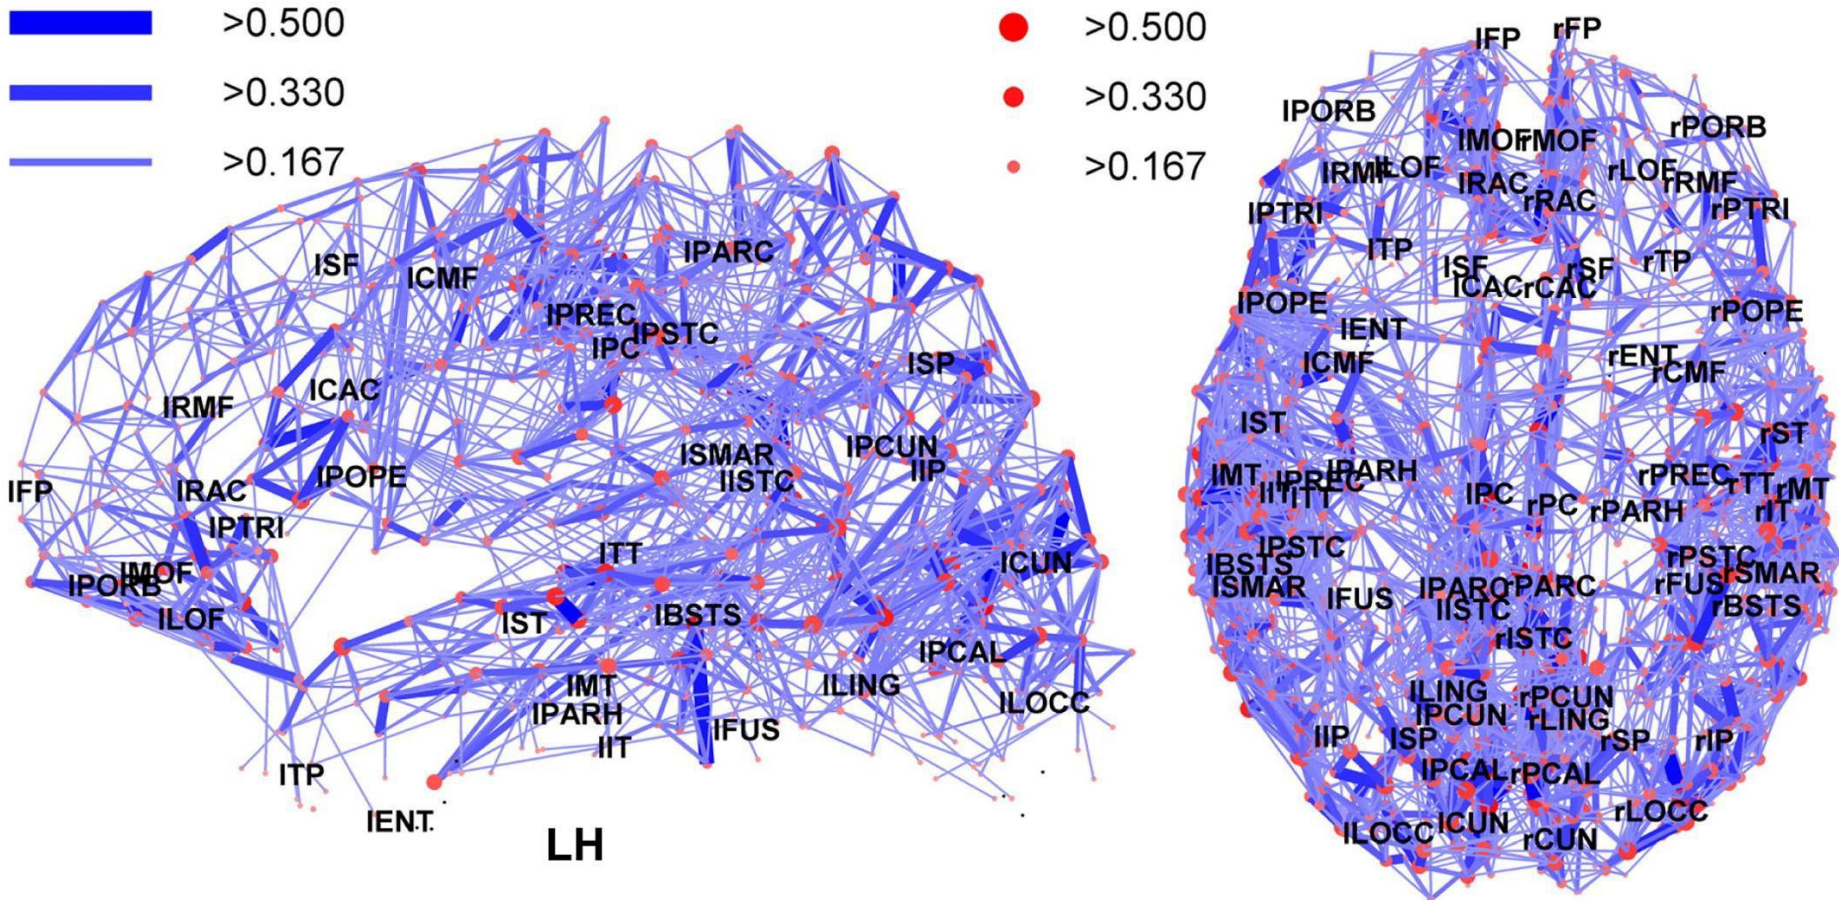 >0.500
>0.330
>0.167
>0.500
>0.330
>0.167
lSF
lCMF
lPARC
lPREC
lPSTC
lPC
lSP
lCAC
lRMF
lSMAR
lPCUN
lIP
lISTC
lFP
lRAC
lPOPE
lPTRI
lTT
lCUN
lMOF
lPORB
lLOF
lST
lBSTS
lPCAL
lMT
lLING
lPARH
lLOCC
lIT
lFUS
lTP
lENT
LH
lFP
rFP
lPORB
rPORB
lMOF
rMOF
lRMF
lLOF
rLOF
rRMF
lRAC
rRAC
lPTRI
rPTRI
lTP
rTP
lSF
rSF
lCAC
rCAC
lPOPE
rPOPE
lENT
rENT
lCMF
rCMF
lST
rST
lMT
lPREC
lPARH
rPREC
rTT
rMT
lPC
rPC
rPARH
rIT
lPSTC
rPSTC
lBSTS
lSMAR
rSMAR
lFUS
rFUS
lPARC
rPARC
rBSTS
lISTC
rISTC
lLING
rPCUN
lPCUN
rLING
lIP
lSP
rSP
rIP
lPCAL
rPCAL
rLOCC
lLOCC
lCUN
rCUN